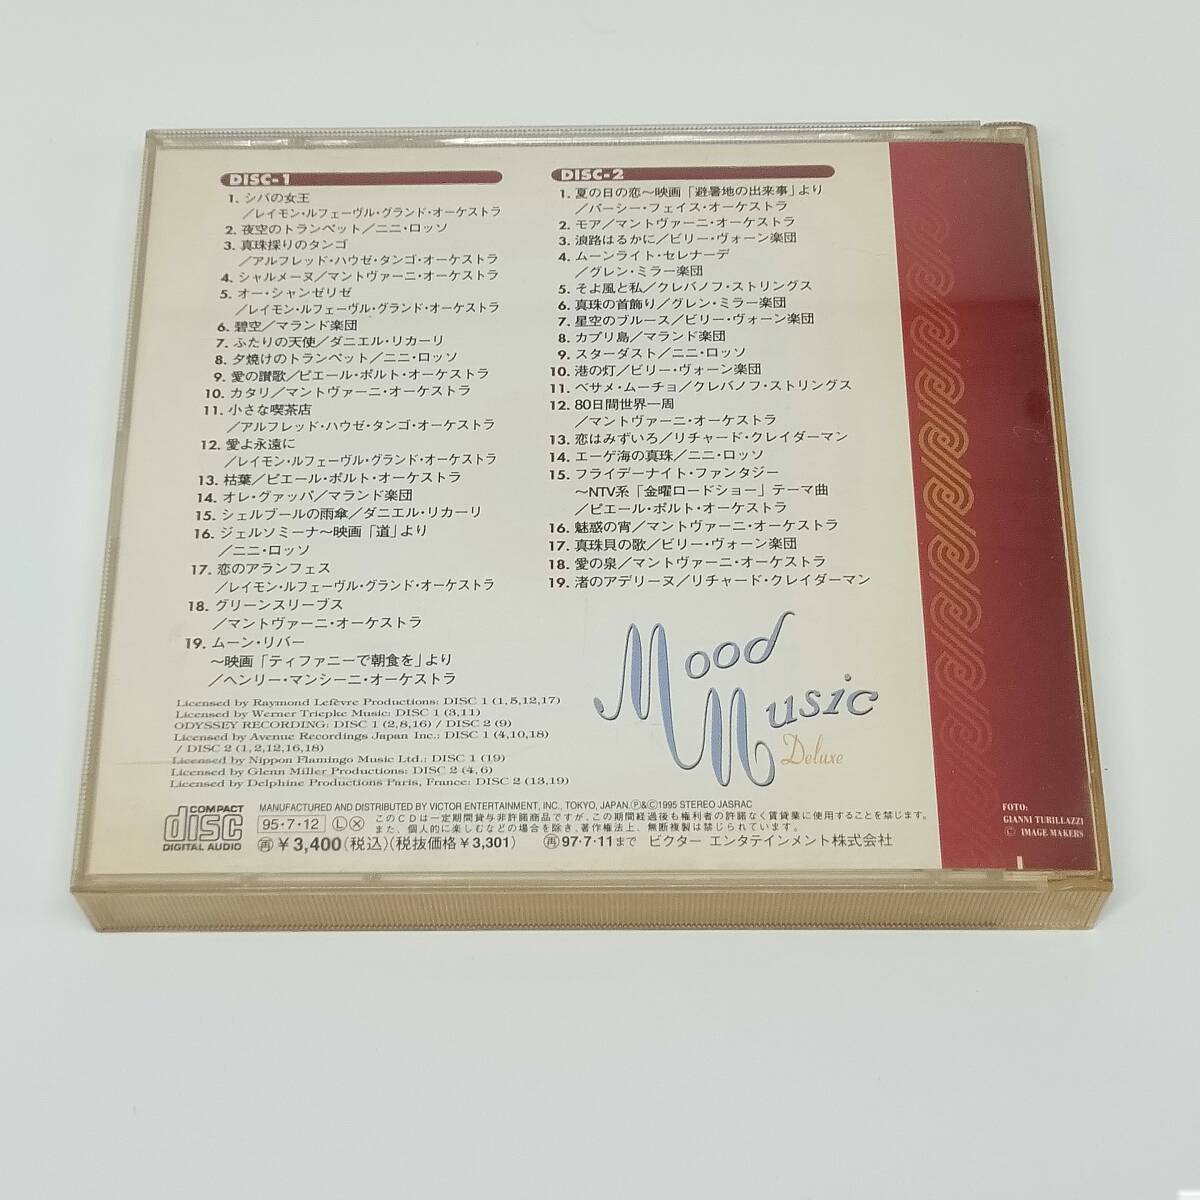 DISC-1
1. シバの女王
／レイモン・ルフェーヴル・グランド・オーケストラ
2. 夜空のトランペット／ニニ・ロッソ
3. 真珠採りのタンゴ
／アルフレッド・ハウゼ・タンゴ・オーケストラ
4. シャルメーヌ／マントヴァーニ・オーケストラ
5. オー・シャンゼリゼ
／レイモン・ルフェーヴル・グランド・オーケストラ
6. 碧空／マランド楽団
7. ふたりの天使／ダニエル・リカーリ
8. 夕焼けのトランペット／ニニ・ロッソ
9. 愛の讃歌／ピエール・ポルト・オーケストラ
10. カタリ／マントヴァーニ・オーケストラ
11. 小さな喫茶店
／アルフレッド・ハウゼ・タンゴ・オーケストラ
12. 愛よ永遠に
／レイモン・ルフェーヴル・グランド・オーケストラ
13. 枯葉／ピエール・ポルト・オーケストラ
14. オレ・グァッパ／マランド楽団
15. シェルブールの雨傘／ダニエル・リカーリ
16. ジェルソミーナ〜映画「道」より
／ニニ・ロッソ
17. 恋のアランフェス
／レイモン・ルフェーヴル・グランド・オーケストラ
18. グリーンスリーブス
／マントヴァーニ・オーケストラ
19. ムーン・リバー
〜映画「ティファニーで朝食を」より
／ヘンリー・マンシーニ・オーケストラ
DISC-2
1. 夏の日の恋〜映画「避暑地の出来事」より
／パーシー・フェイス・オーケストラ
2. モア／マントヴァーニ・オーケストラ
3. 浪路はるかに／ビリー・ヴォーン楽団
4. ムーンライト・セレナーデ
／グレン・ミラー楽団
5. そよ風と私／クレバノフ・ストリングス
6. 真珠の首飾り／グレン・ミラー楽団
7. 星空のブルース／ビリー・ヴォーン楽団
8. カプリ島／マランド楽団
9. スターダスト／ニニ・ロッソ
10. 港の灯／ビリー・ヴォーン楽団
11. ベサメ・ムーチョ／クレバノフ・ストリングス
12. 80日間世界一周
／マントヴァーニ・オーケストラ
13. 恋はみずいろ／リチャード・クレイダーマン
14. エーゲ海の真珠／ニニ・ロッソ
15. フライデーナイト・ファンタジー
〜NTV系「金曜ロードショー」テーマ曲
／ピエール・ポルト・オーケストラ
16. 魅惑の宵／マントヴァーニ・オーケストラ
17. 真珠貝の歌／ビリー・ヴォーン楽団
18. 愛の泉／マントヴァーニ・オーケストラ
19. 渚のアデリーヌ／リチャード・クレイダーマン
Mood
Music
Deluxe
Licensed by Raymond Lefèvre Productions: DISC 1 (1,5,12,17)
Licensed by Werner Triepke Music: DISC 1 (3,11)
ODYSSEY RECORDING: DISC 1 (2,8,16) / DISC 2 (9)
Licensed by Avenue Recordings Japan Inc.: DISC 1 (4,10,18)
/ DISC 2 (1,2,12,16,18)
Licensed by Nippon Flamingo Music Ltd.: DISC 1 (19)
Licensed by Glenn Miller Productions: DISC 2 (4,6)
Licensed by Delphine Productions Paris, France: DISC 2 (13,19)
COMPACT
disc
DIGITAL AUDIO
MANUFACTURED AND DISTRIBUTED BY VICTOR ENTERTAINMENT, INC., TOKYO, JAPAN. Ⓟ&©1995 STEREO JASRAC
95・7・12 Ⓛ ⓧ このCDは一定期間貸与非許諾商品ですが、この期間経過後も権利者の許諾なく賃貸業に使用することを禁じます。
また、個人的に楽しむなどの場合を除き、著作権法上、無断複製は禁じられています。
㊢￥3,400(税込)(税抜価格￥3,301) ㊢97・7・11まで ビクター エンタテインメント株式会社
FOTO:
GIANNI TURILLAZZI
© IMAGE MAKERS